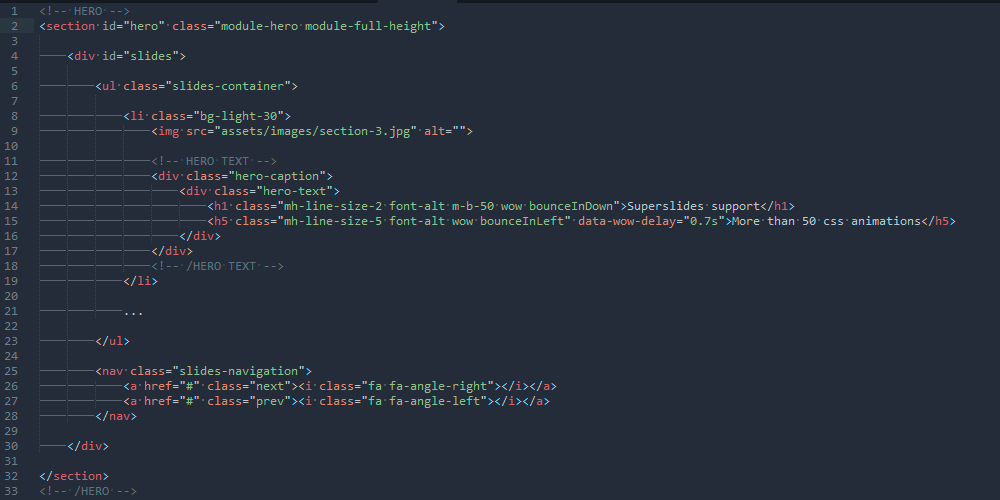 1 <!-- HERO -->
2 <section id="hero" class="module-hero module-full-height">
3
4 <div id="slides">
5
6 <ul class="slides-container">
7
8 <li class="bg-light-30">
9 <img src="assets/images/section-3.jpg" alt="">
10
11 <!-- HERO TEXT -->
12 <div class="hero-caption">
13 <div class="hero-text">
14 <h1 class="mh-line-size-2 font-alt m-b-50 wow bounceInDown">Superslides support</h1>
15 <h5 class="mh-line-size-5 font-alt wow bounceInLeft" data-wow-delay="0.7s">More than 50 css animations</h5>
16 </div>
17 </div>
18 <!-- /HERO TEXT -->
19 </li>
20
21 ...
22
23 </ul>
24
25 <nav class="slides-navigation">
26 <a href="#" class="next"><i class="fa fa-angle-right"></i></a>
27 <a href="#" class="prev"><i class="fa fa-angle-left"></i></a>
28 </nav>
29
30 </div>
31
32 </section>
33 <!-- /HERO -->